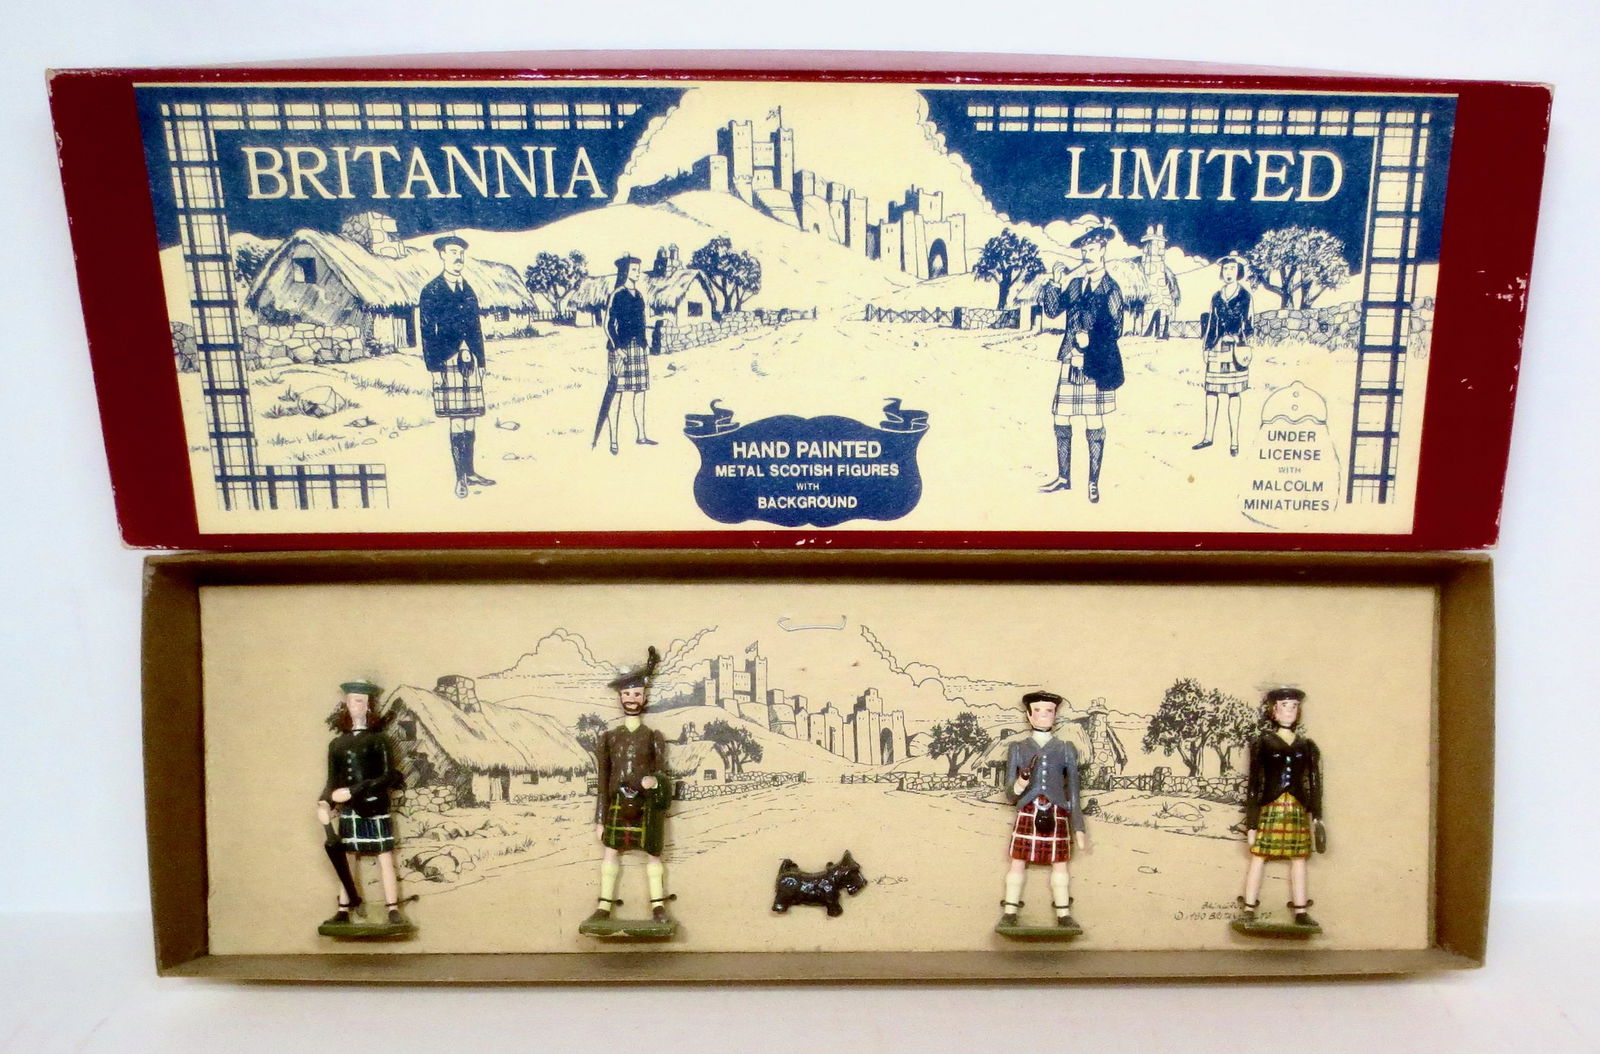 BRITANNIA LIMITED
HAND PAINTED
METAL SCOTISH FIGURES
WITH
BACKGROUND
UNDER
LICENSE
WITH
MALCOLM
MINIATURES